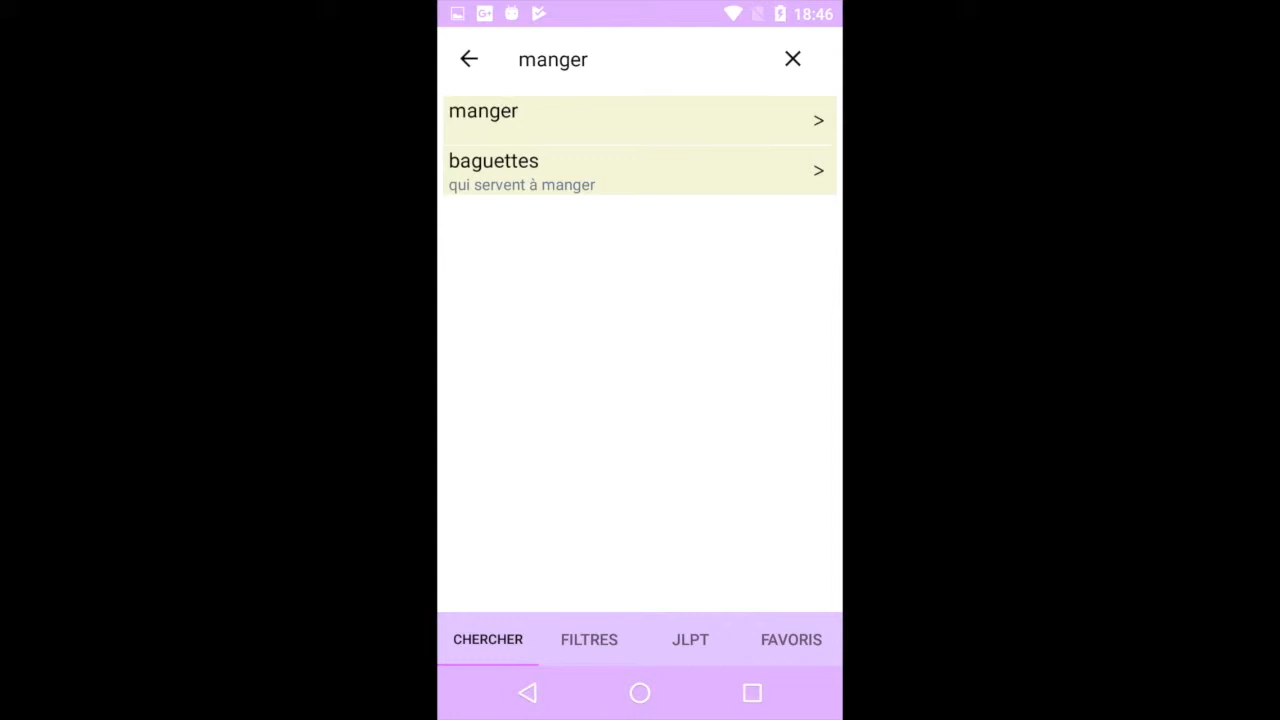 18:46
manger
manger
>
baguettes
qui servent à manger
>
CHERCHER FILTRES JLPT FAVORIS